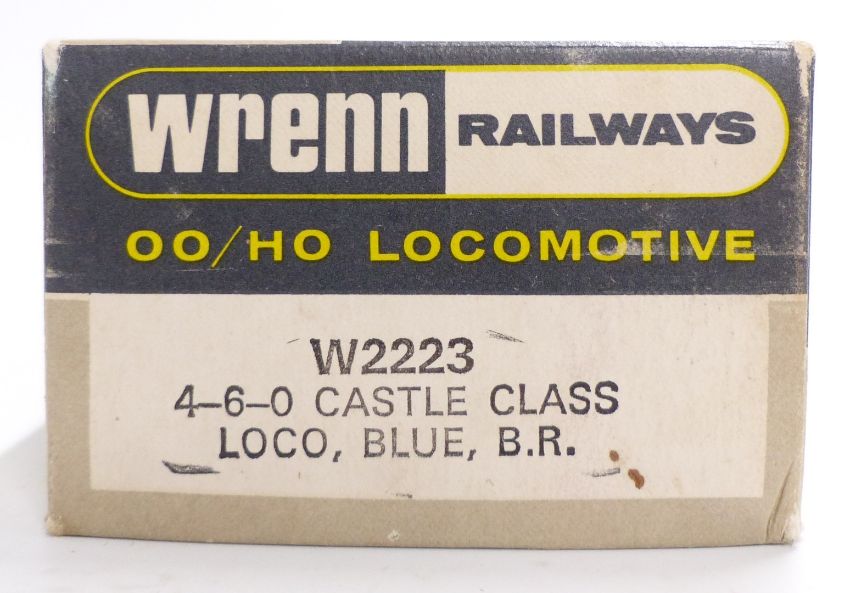 wrenn RAILWAYS
OO/HO LOCOMOTIVE
W2223
4-6-0 CASTLE CLASS
LOCO, BLUE, B.R.